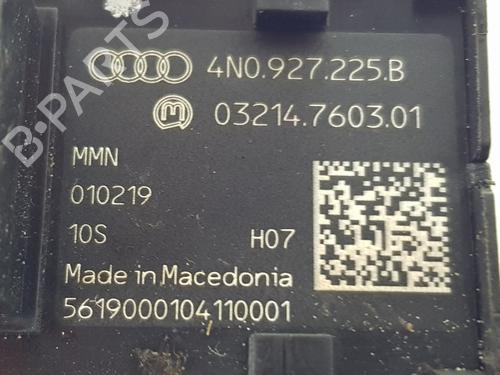 4N0.927.225.B
m 03214.7603.01
MMN
010219
10S H07
Made in Macedonia
5619000104110001
B-PARTS